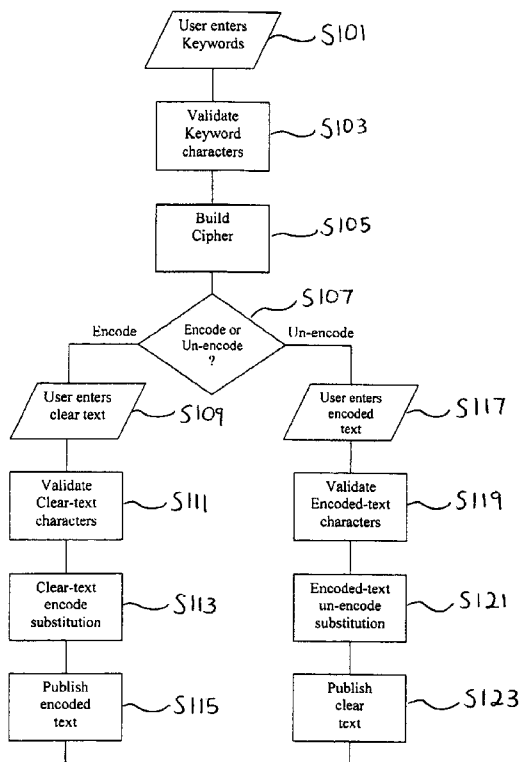 User enters
Keywords
S101
Validate
Keyword
characters
S103
Build
Cipher
S105
S107
Encode
Encode or
Un-encode
?
Un-encode
User enters
clear text
S109
User enters
encoded
text
S117
Validate
Clear-text
characters
S111
Validate
Encoded-text
characters
S119
Clear-text
encode
substitution
S113
Encoded-text
un-encode
substitution
S121
Publish
encoded
text
S115
Publish
clear
text
S123